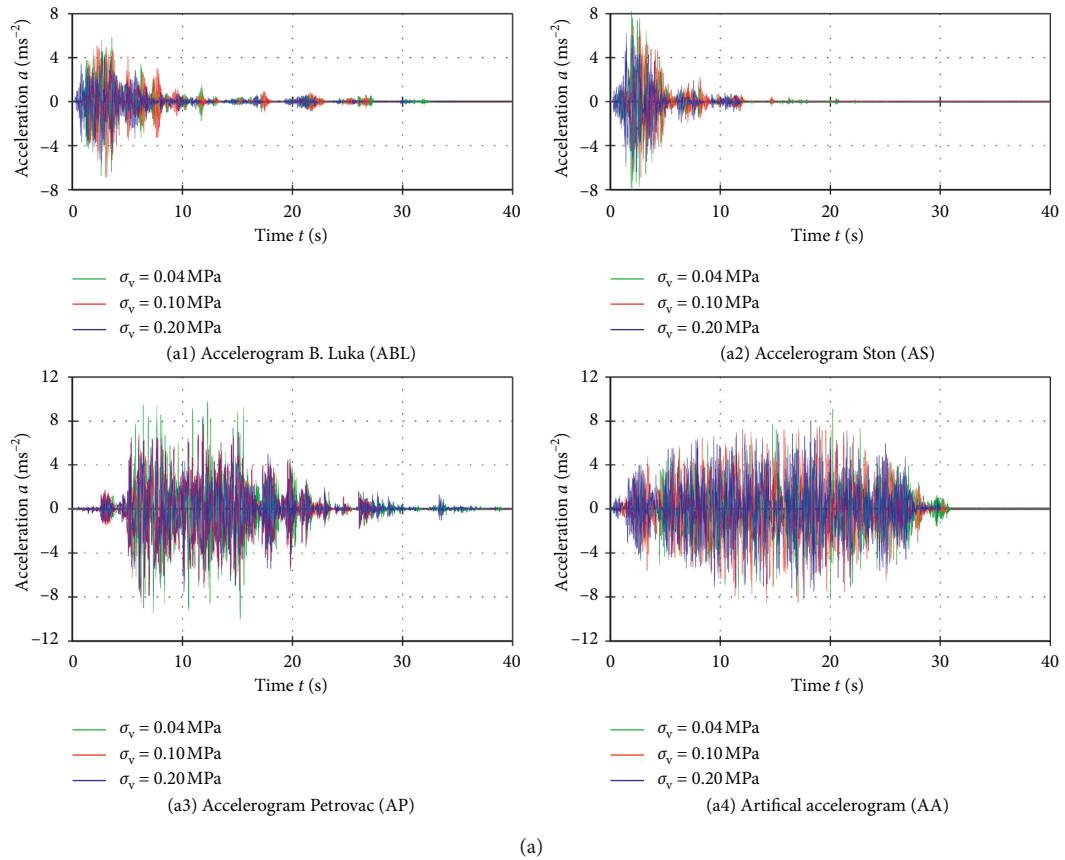 8
4
0
−4
−8
Acceleration a (ms⁻²)
0 10 20 30 40
Time t (s)
σv = 0.04 MPa
σv = 0.10 MPa
σv = 0.20 MPa
(a1) Accelerogram B. Luka (ABL)
8
4
0
−4
−8
Acceleration a (ms⁻²)
0 10 20 30 40
Time t (s)
σv = 0.04 MPa
σv = 0.10 MPa
σv = 0.20 MPa
(a2) Accelerogram Ston (AS)
12
8
4
0
−4
−8
−12
Acceleration a (ms⁻²)
0 10 20 30 40
Time t (s)
σv = 0.04 MPa
σv = 0.10 MPa
σv = 0.20 MPa
(a3) Accelerogram Petrovac (AP)
12
8
4
0
−4
−8
−12
Acceleration a (ms⁻²)
0 10 20 30 40
Time t (s)
σv = 0.04 MPa
σv = 0.10 MPa
σv = 0.20 MPa
(a4) Artifical accelerogram (AA)
(a)